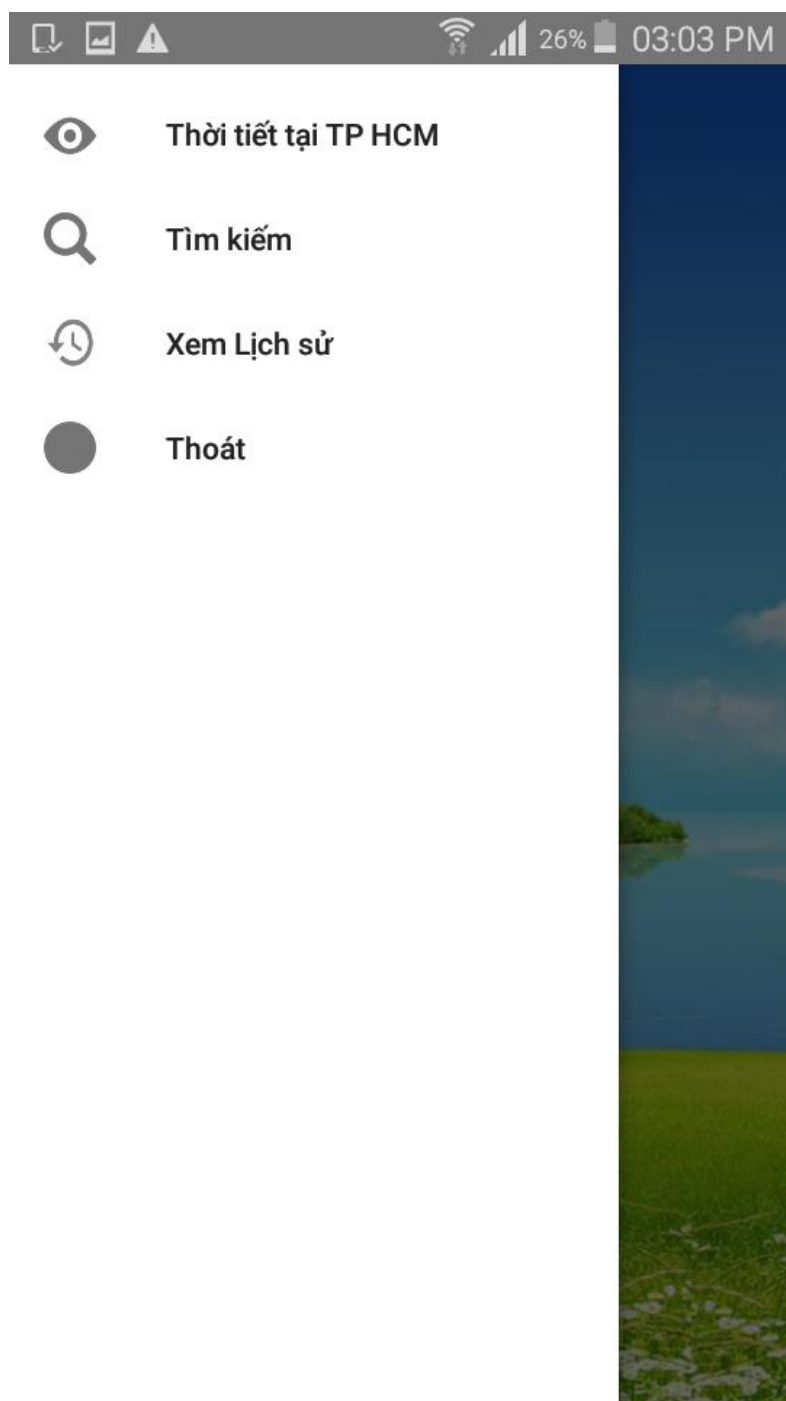 26% 03:03 PM
Thời tiết tại TP HCM
Tìm kiếm
Xem Lịch sử
Thoát